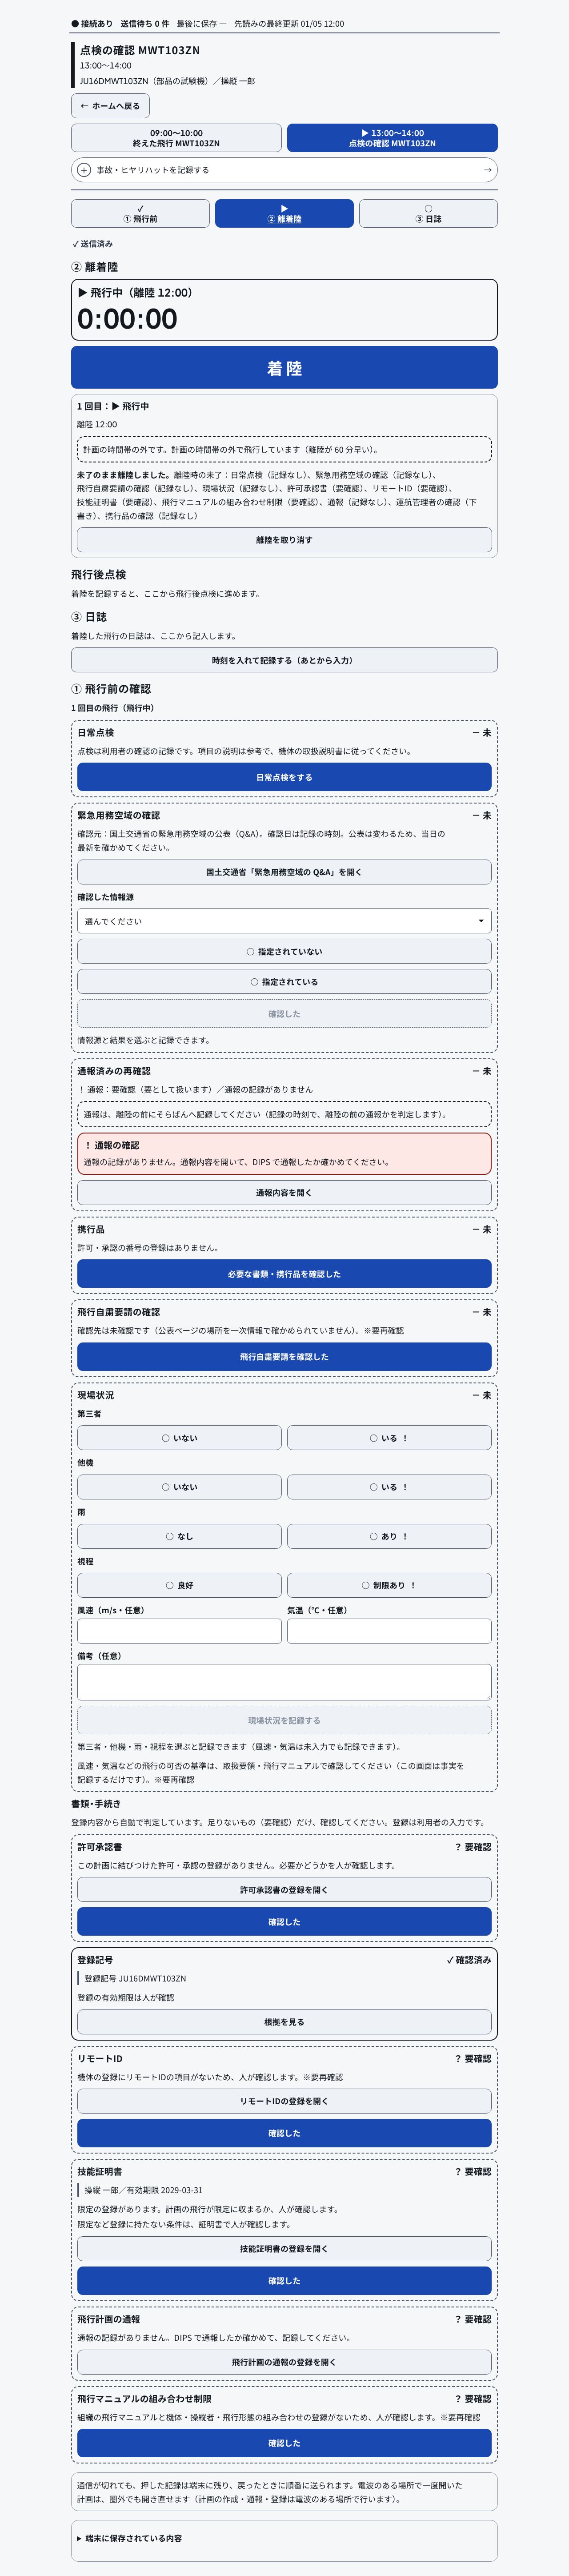 ● 接続あり 送信待ち 0 件 最後に保存 — 先読みの最終更新 01/05 12:00
点検の確認 MWT103ZN
13:00〜14:00
JU16DMWT103ZN（部品の試験機）／操縦 一郎
← ホームへ戻る
09:00〜10:00
終えた飛行 MWT103ZN
▶ 13:00〜14:00
点検の確認 MWT103ZN
＋ 事故・ヒヤリハットを記録する →
✓
① 飛行前
▶
② 離着陸
○
③ 日誌
✓ 送信済み
② 離着陸
▶ 飛行中（離陸 12:00）
0:00:00
着陸
1 回目：▶ 飛行中
離陸 12:00
計画の時間帯の外です。計画の時間帯の外で飛行しています（離陸が 60 分早い）。
未了のまま離陸しました。離陸時の未了：日常点検（記録なし）、緊急用務空域の確認（記録なし）、
飛行自粛要請の確認（記録なし）、現場状況（記録なし）、許可承認書（要確認）、リモートID（要確認）、
技能証明書（要確認）、飛行マニュアルの組み合わせ制限（要確認）、通報（記録なし）、運航管理者の確認（下
書き）、携行品の確認（記録なし）
離陸を取り消す
飛行後点検
着陸を記録すると、ここから飛行後点検に進めます。
③ 日誌
着陸した飛行の日誌は、ここから記入します。
時刻を入れて記録する（あとから入力）
① 飛行前の確認
1 回目の飛行（飛行中）
日常点検 — 未
点検は利用者の確認の記録です。項目の説明は参考で、機体の取扱説明書に従ってください。
日常点検をする
緊急用務空域の確認 — 未
確認元：国土交通省の緊急用務空域の公表（Q&A）。確認日は記録の時刻。公表は変わるため、当日の
最新を確かめてください。
国土交通省「緊急用務空域の Q&A」を開く
確認した情報源
選んでください
○ 指定されていない
○ 指定されている
確認した
情報源と結果を選ぶと記録できます。
通報済みの再確認 — 未
！ 通報：要確認（要として扱います）／通報の記録がありません
通報は、離陸の前にそらばんへ記録してください（記録の時刻で、離陸の前の通報かを判定します）。
！ 通報の確認
通報の記録がありません。通報内容を開いて、DIPS で通報したか確かめてください。
通報内容を開く
携行品 — 未
許可・承認の番号の登録はありません。
必要な書類・携行品を確認した
飛行自粛要請の確認 — 未
確認先は未確認です（公表ページの場所を一次情報で確かめられていません）。※要再確認
飛行自粛要請を確認した
現場状況 — 未
第三者
○ いない
○ いる ！
他機
○ いない
○ いる ！
雨
○ なし
○ あり ！
視程
○ 良好
○ 制限あり ！
風速（m/s・任意）
気温（℃・任意）
備考（任意）
現場状況を記録する
第三者・他機・雨・視程を選ぶと記録できます（風速・気温は未入力でも記録できます）。
風速・気温などの飛行の可否の基準は、取扱要領・飛行マニュアルで確認してください（この画面は事実を
記録するだけです）。※要再確認
書類・手続き
登録内容から自動で判定しています。足りないもの（要確認）だけ、確認してください。登録は利用者の入力です。
許可承認書 ？ 要確認
この計画に結びつけた許可・承認の登録がありません。必要かどうかを人が確認します。
許可承認書の登録を開く
確認した
登録記号 ✓ 確認済み
登録記号 JU16DMWT103ZN
登録の有効期限は人が確認
根拠を見る
リモートID ？ 要確認
機体の登録にリモートIDの項目がないため、人が確認します。※要再確認
リモートIDの登録を開く
確認した
技能証明書 ？ 要確認
操縦 一郎／有効期限 2029-03-31
限定の登録があります。計画の飛行が限定に収まるか、人が確認します。
限定など登録に持たない条件は、証明書で人が確認します。
技能証明書の登録を開く
確認した
飛行計画の通報 ？ 要確認
通報の記録がありません。DIPS で通報したか確かめて、記録してください。
飛行計画の通報の登録を開く
飛行マニュアルの組み合わせ制限 ？ 要確認
組織の飛行マニュアルと機体・操縦者・飛行形態の組み合わせの登録がないため、人が確認します。※要再確認
確認した
通信が切れても、押した記録は端末に残り、戻ったときに順番に送られます。電波のある場所で一度開いた
計画は、圏外でも開き直せます（計画の作成・通報・登録は電波のある場所で行います）。
▶ 端末に保存されている内容